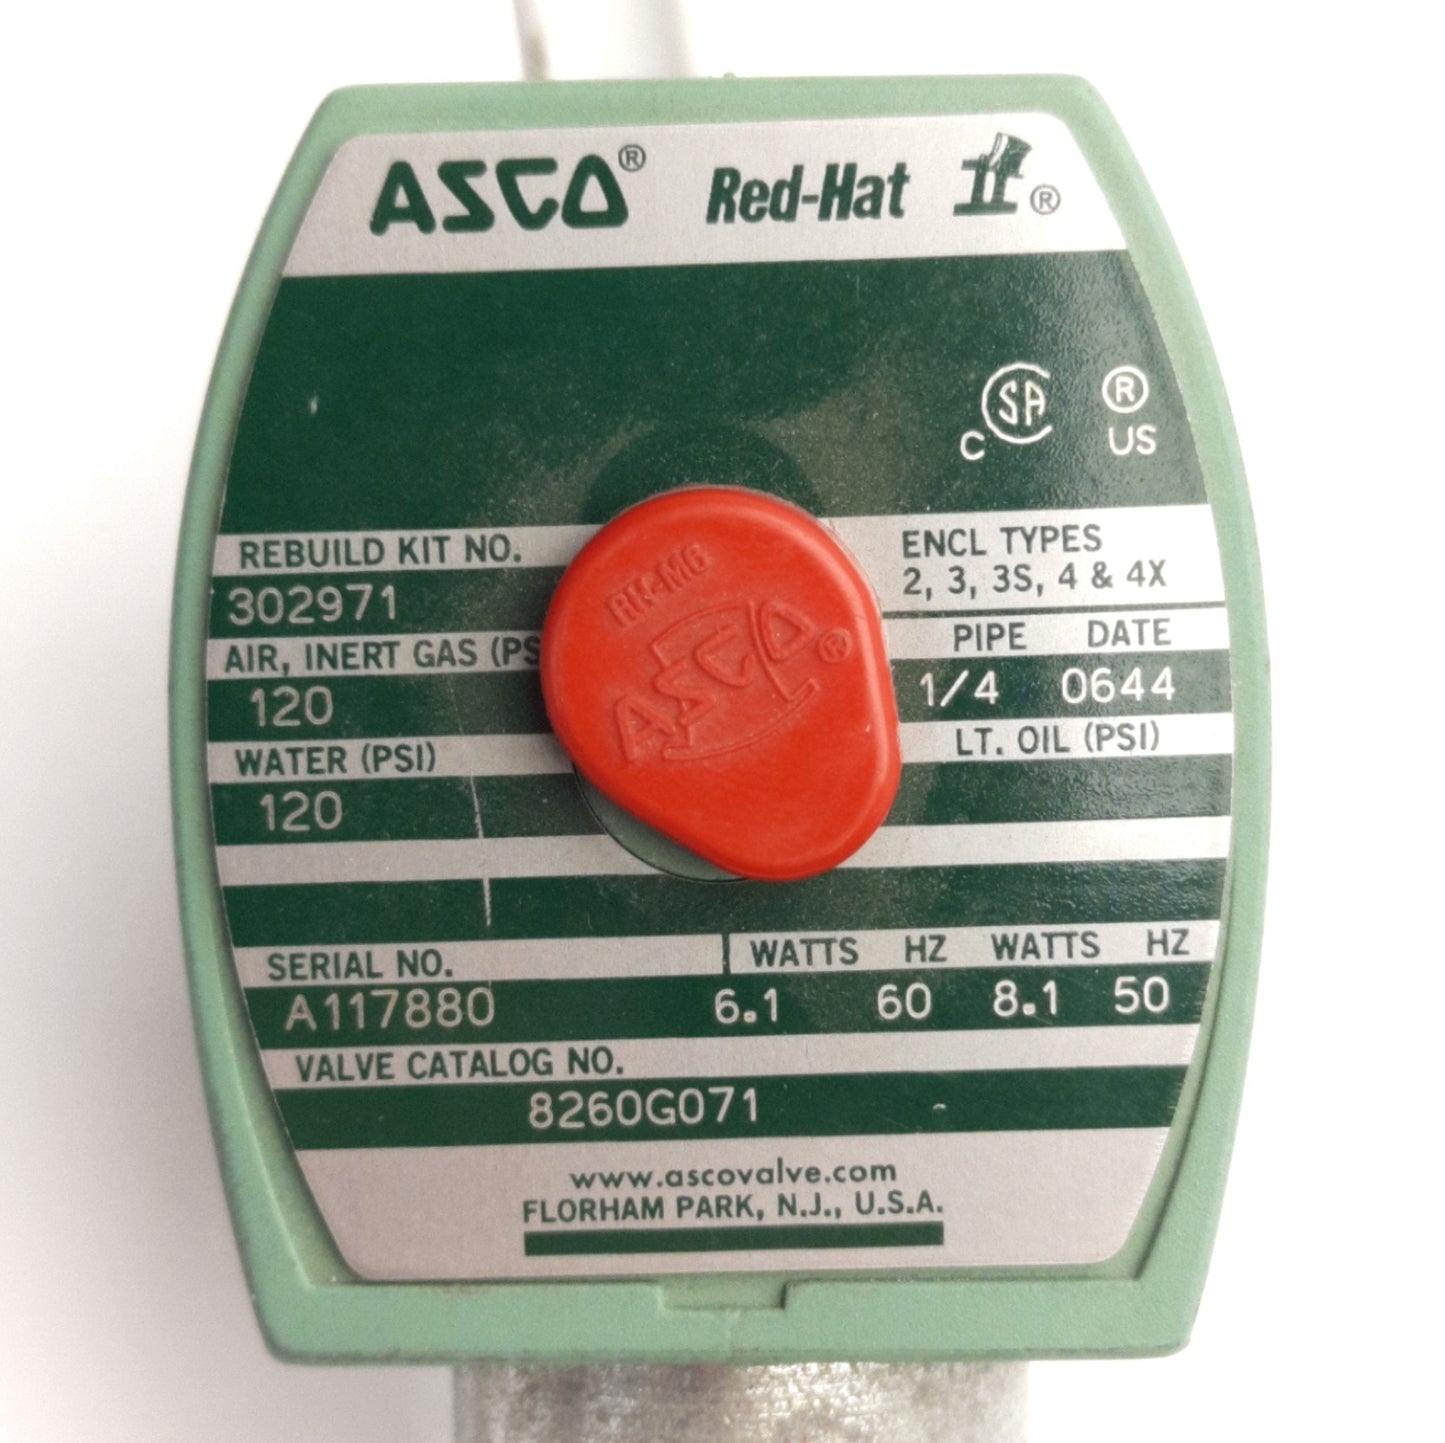 ASCO® Red-Hat II®
C SA ® US
REBUILD KIT NO.
302971
ENCL TYPES
2, 3, 3S, 4 & 4X
AIR, INERT GAS
120
PIPE DATE
1/4 0644
WATER (PSI)
120
LT. OIL (PSI)
RH-M6
ASCO®
SERIAL NO. WATTS HZ WATTS HZ
A117880 6.1 60 8.1 50
VALVE CATALOG NO.
8260G071
www.ascovalve.com
FLORHAM PARK, N.J., U.S.A.